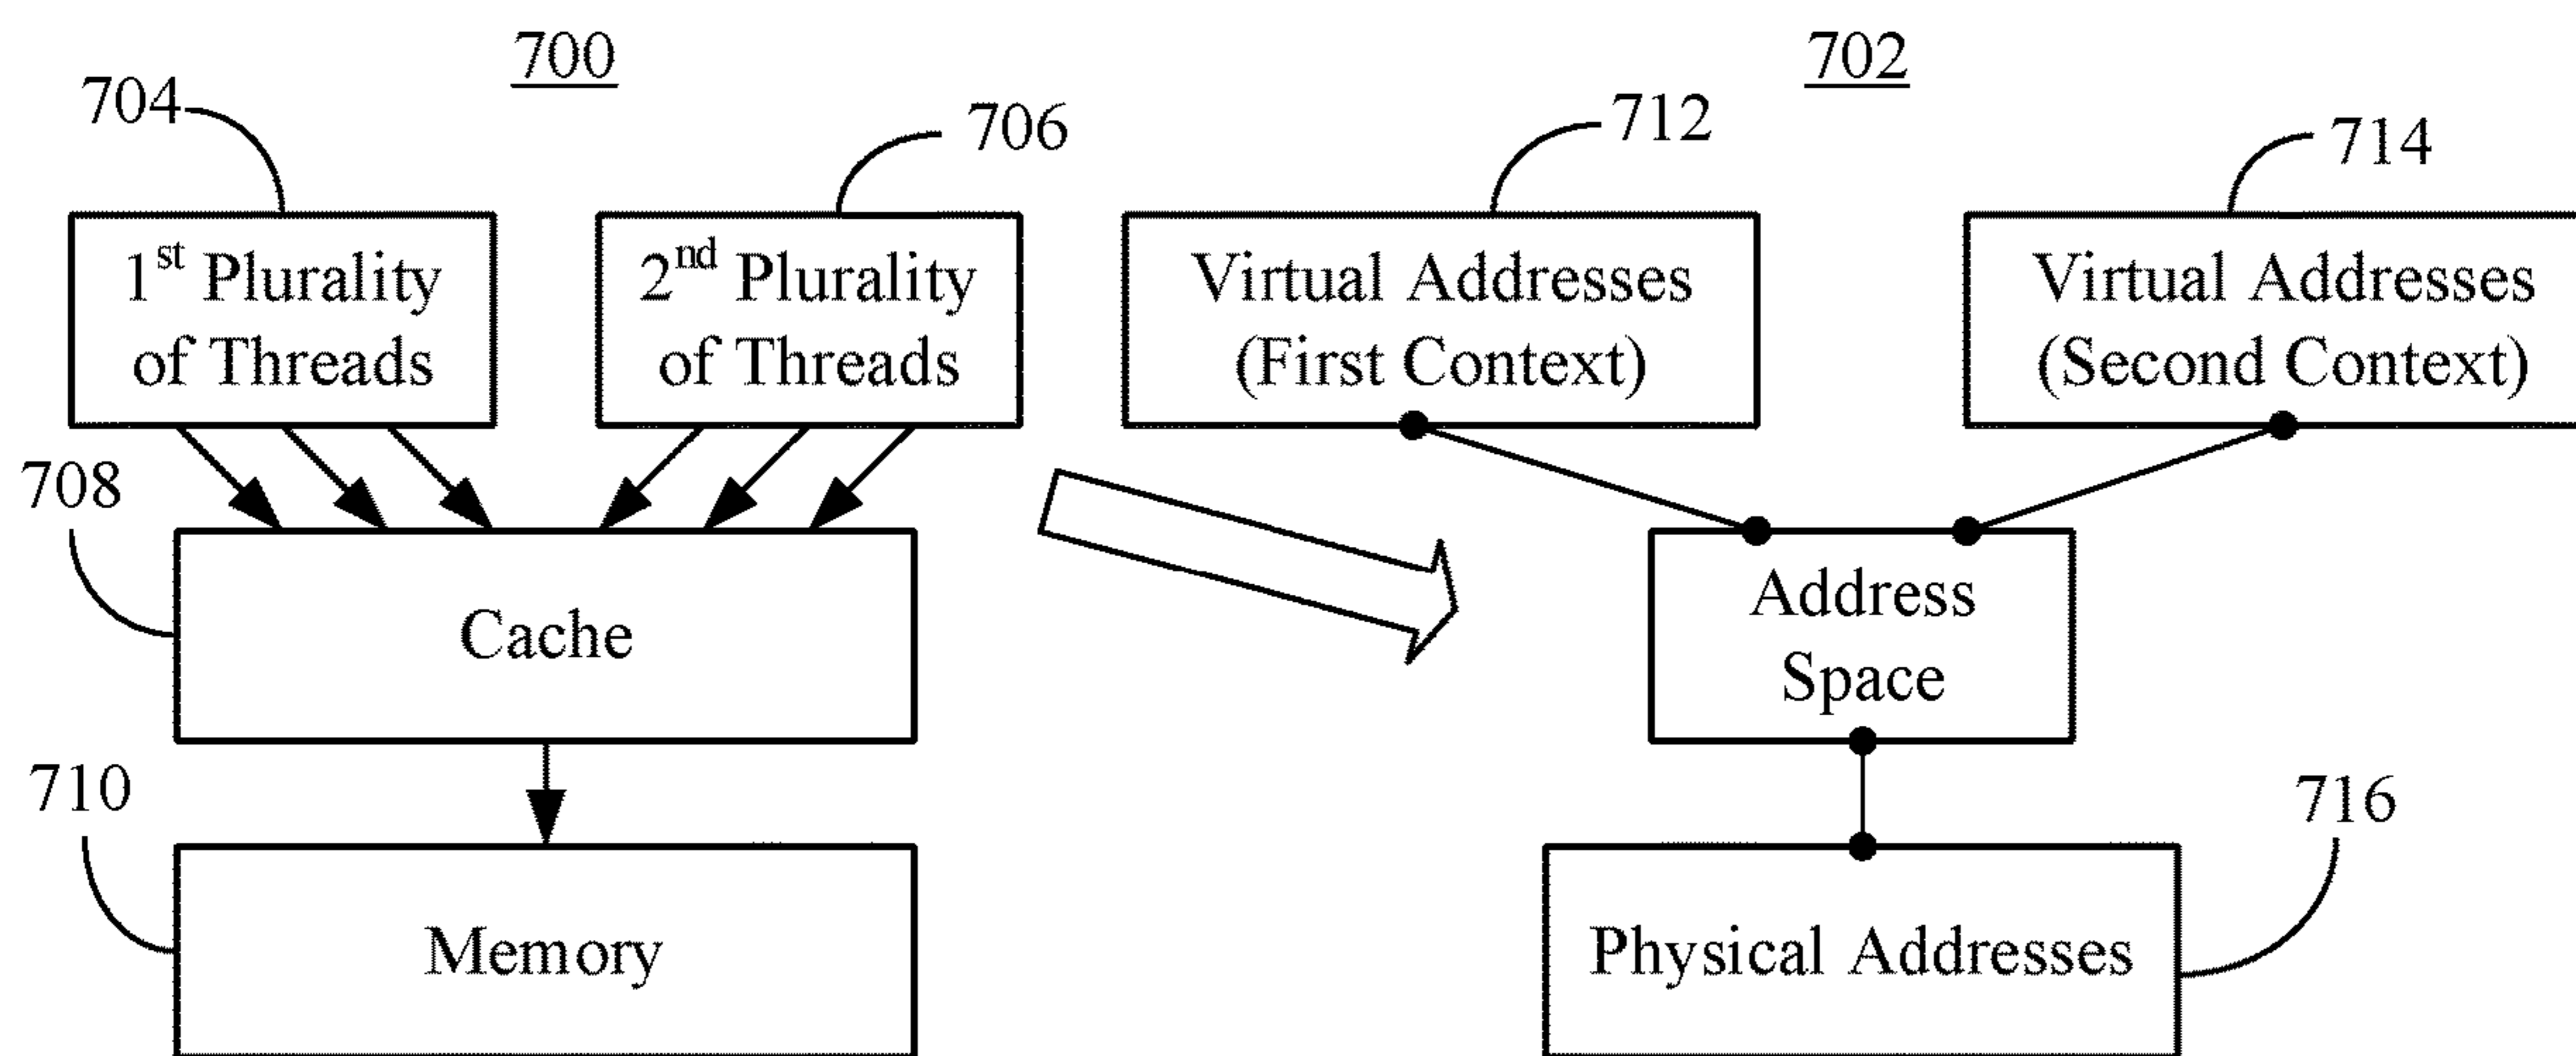 700
702
704
706
712
714
1st Plurality
of Threads
2nd Plurality
of Threads
Virtual Addresses
(First Context)
Virtual Addresses
(Second Context)
708
Cache
Address
Space
710
716
Memory
Physical Addresses